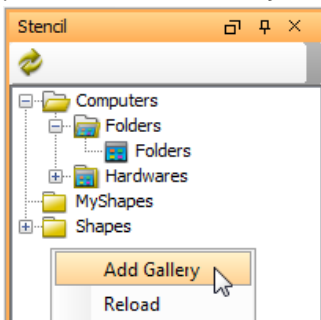 Stencil
Computers
Folders
Folders
Hardwares
MyShapes
Shapes
Add Gallery
Reload